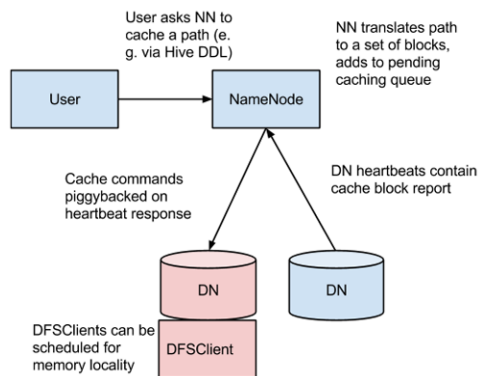 User asks NN to
cache a path (e.
g. via Hive DDL)
NN translates path
to a set of blocks,
adds to pending
caching queue
User
NameNode
Cache commands
piggybacked on
heartbeat response
DN heartbeats contain
cache block report
DN
DN
DFSClients can be
scheduled for
memory locality
DFSClient